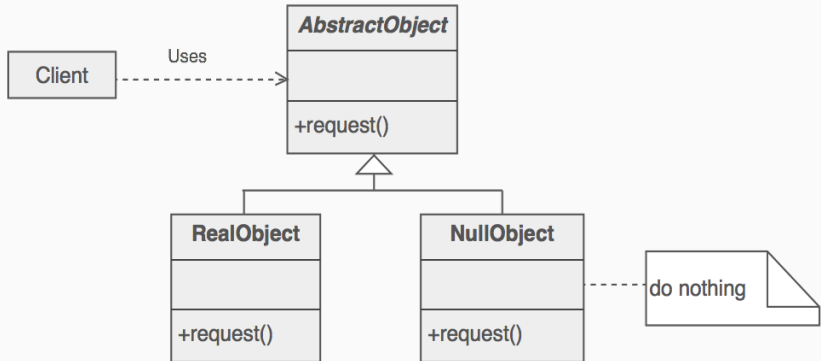 AbstractObject
Uses
Client
+request()
RealObject
NullObject
do nothing
+request()
+request()